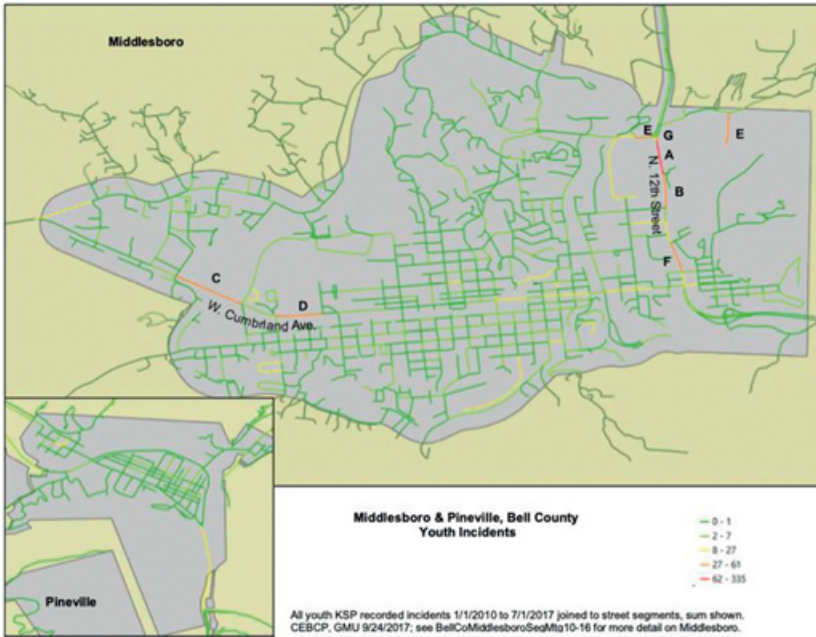 Middlesboro
E
G
E
A
N. 12th Street
B
F
C
D
W. Cumbrland Ave.
Middlesboro & Pineville, Bell County
Youth Incidents
0 - 1
2 - 7
8 - 27
27 - 61
62 - 335
Pineville
All youth KSP recorded incidents 1/1/2010 to 7/1/2017 joined to street segments, sum shown.
CEBCP, GMU 9/24/2017; see BellCoMiddlesboroSegMtg10-16 for more detail on Middlesboro.